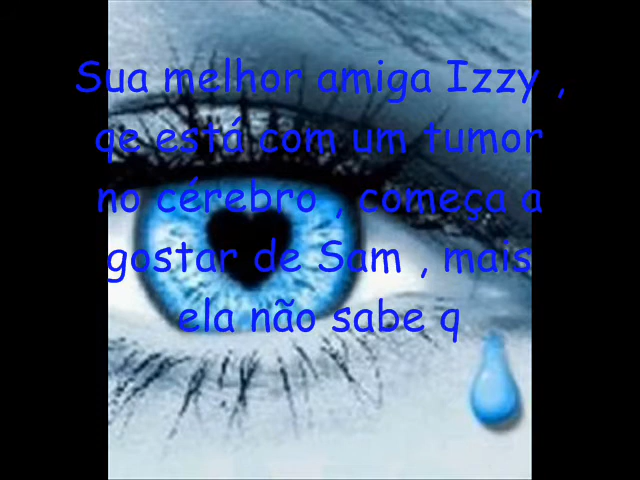 Sua melhor amiga Izzy ,
qe está com um tumor
no cérebro , começa a
gostar de Sam , mais
ela não sabe q